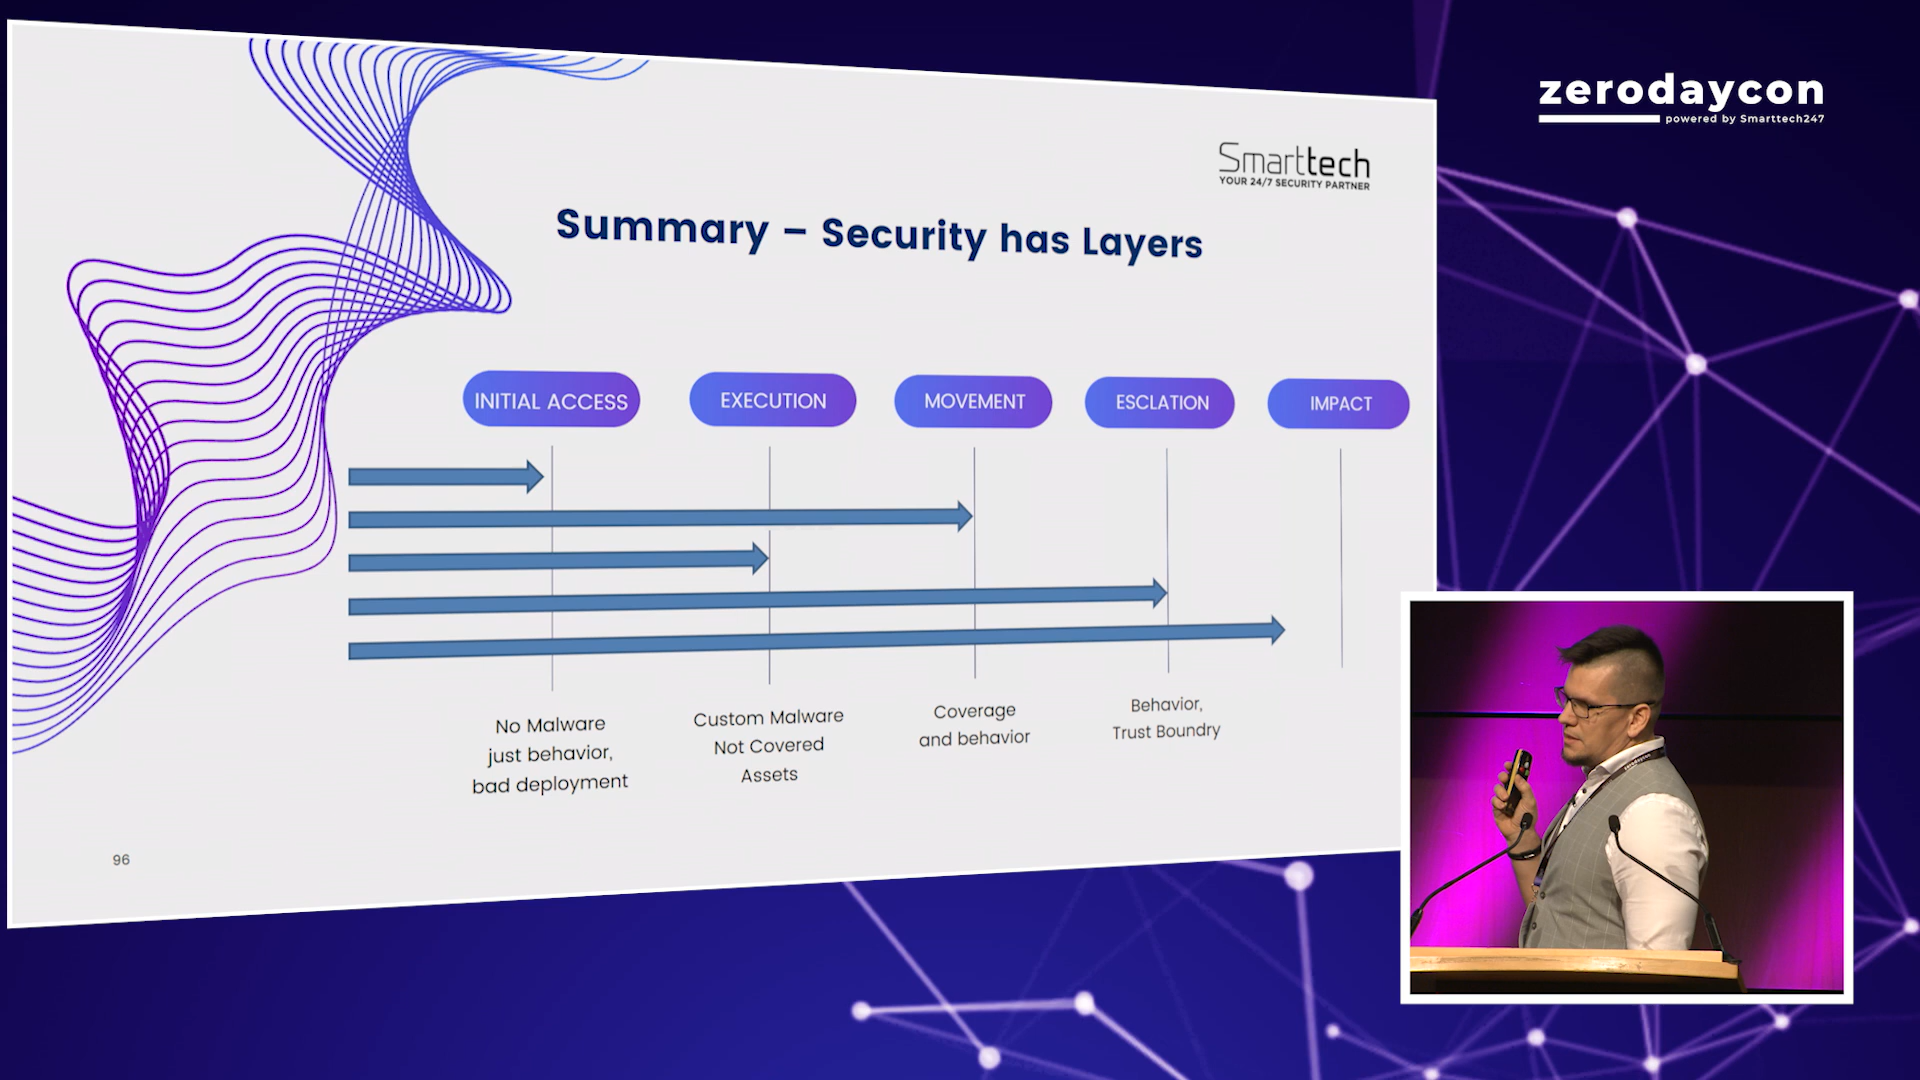 zerodaycon
powered by Smarttech247
Smarttech
YOUR 24/7 SECURITY PARTNER
Summary – Security has Layers
INITIAL ACCESS
EXECUTION
MOVEMENT
ESCLATION
IMPACT
No Malware
just behavior,
bad deployment
Custom Malware
Not Covered
Assets
Coverage
and behavior
Behavior,
Trust Boundry
96